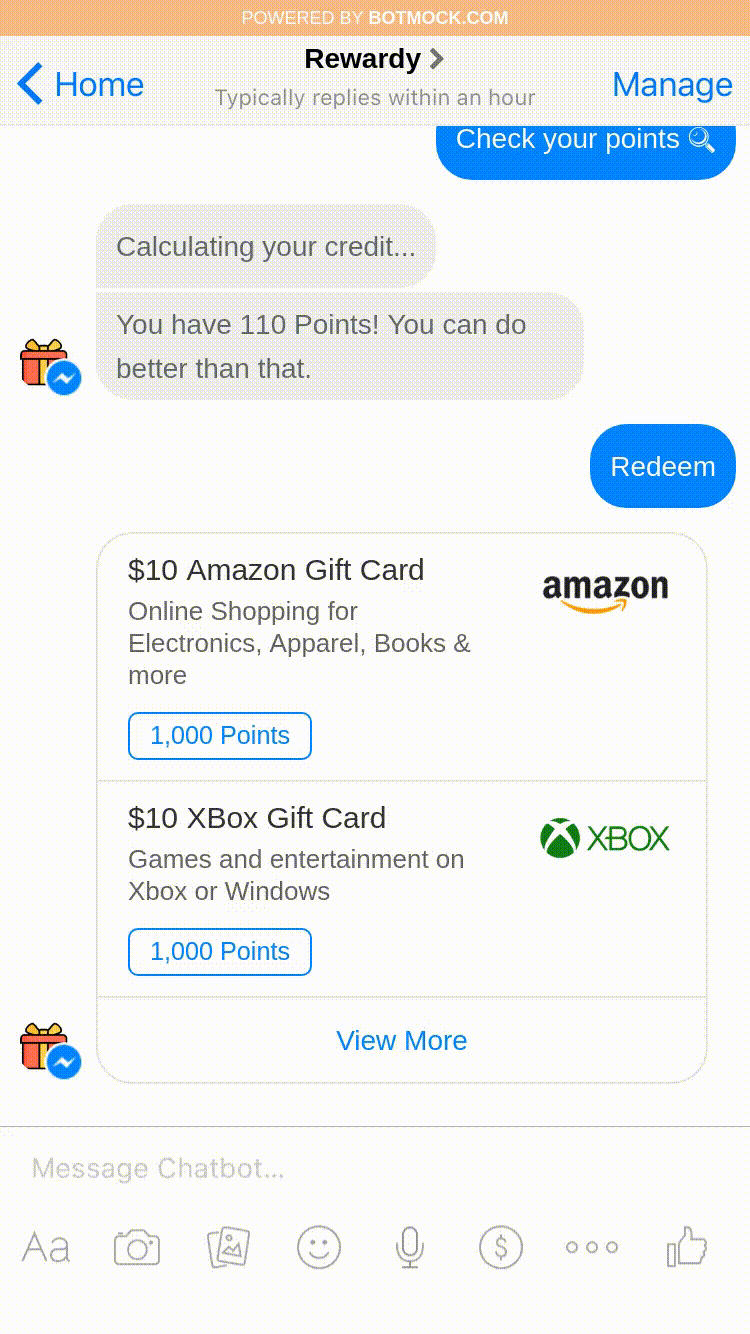 POWERED BY BOTMOCK.COM
Home
Rewardy
Typically replies within an hour
Manage
Check your points
Calculating your credit...
You have 110 Points! You can do
better than that.
Redeem
$10 Amazon Gift Card
amazon
Online Shopping for
Electronics, Apparel, Books &
more
1,000 Points
$10 XBox Gift Card
XBOX
Games and entertainment on
Xbox or Windows
1,000 Points
View More
Message Chatbot...
Aa
$